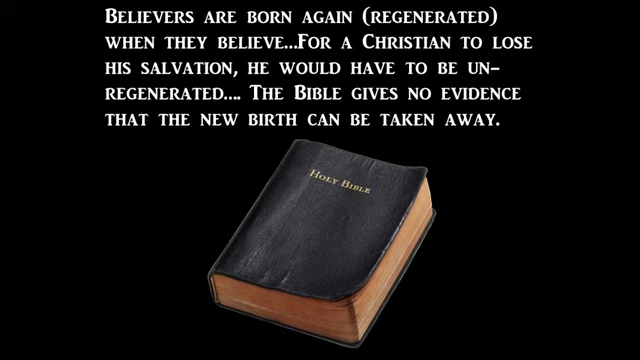 Believers are born again (regenerated)
when they believe...For a Christian to lose
his salvation, he would have to be un-
regenerated.... The Bible gives no evidence
that the new birth can be taken away.
Holy Bible